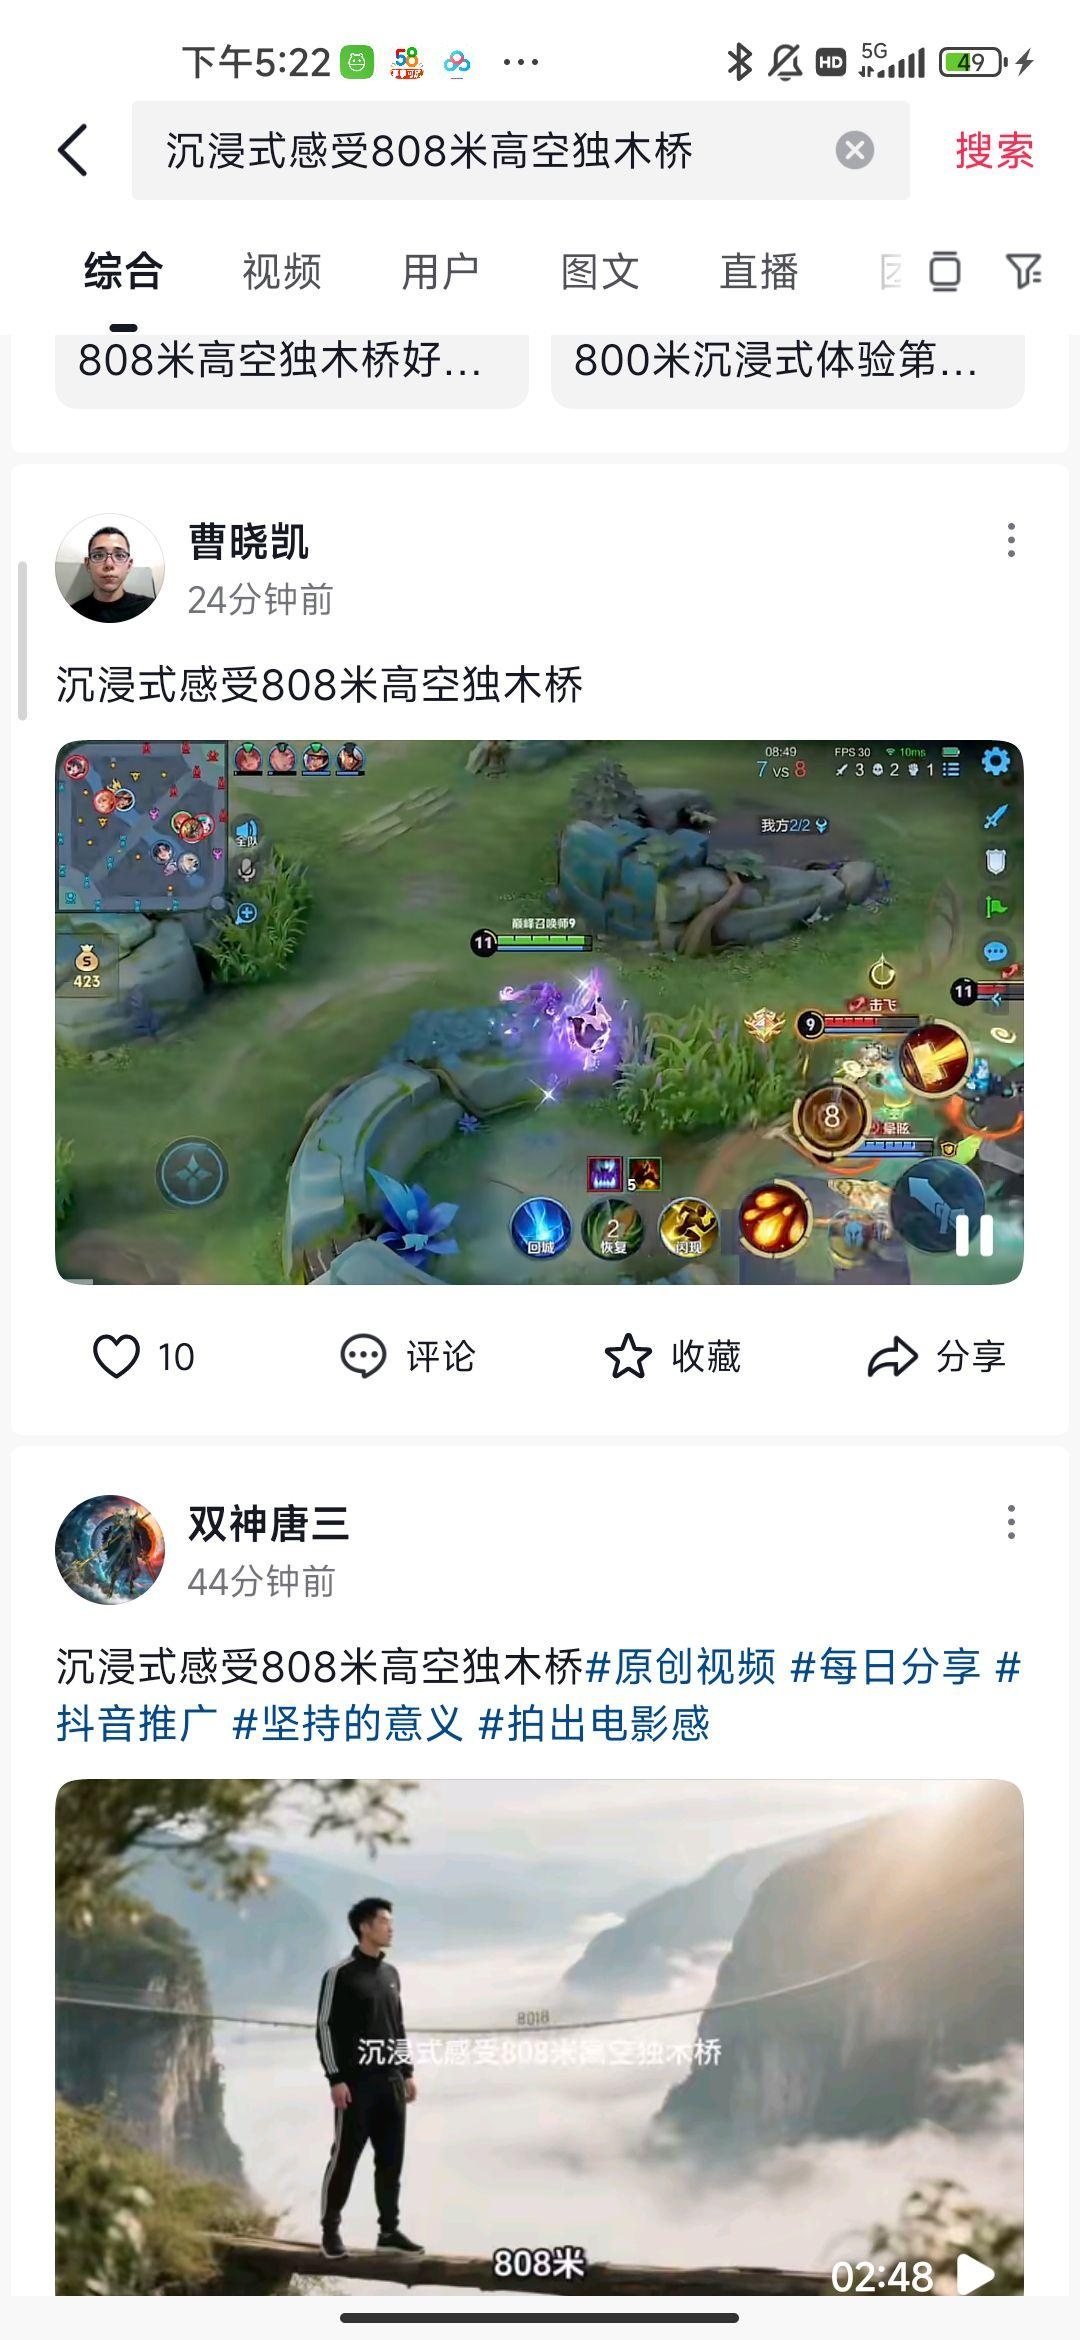 下午5:22 58 ... HD 5G 49
沉浸式感受808米高空独木桥 搜索
综合 视频 用户 图文 直播
808米高空独木桥好... 800米沉浸式体验第...
曹晓凯
24分钟前
沉浸式感受808米高空独木桥
08:49 FPS 30 10ms
7 vs 8 3 2 1
我方2/2
全队
巅峰召唤师9
11
423
11
击飞
9
8
晕眩
5
2
回城 恢复 闪现
10 评论 收藏 分享
双神唐三
44分钟前
沉浸式感受808米高空独木桥#原创视频 #每日分享 #
抖音推广 #坚持的意义 #拍出电影感
沉浸式感受808米高空独木桥
808米
02:48